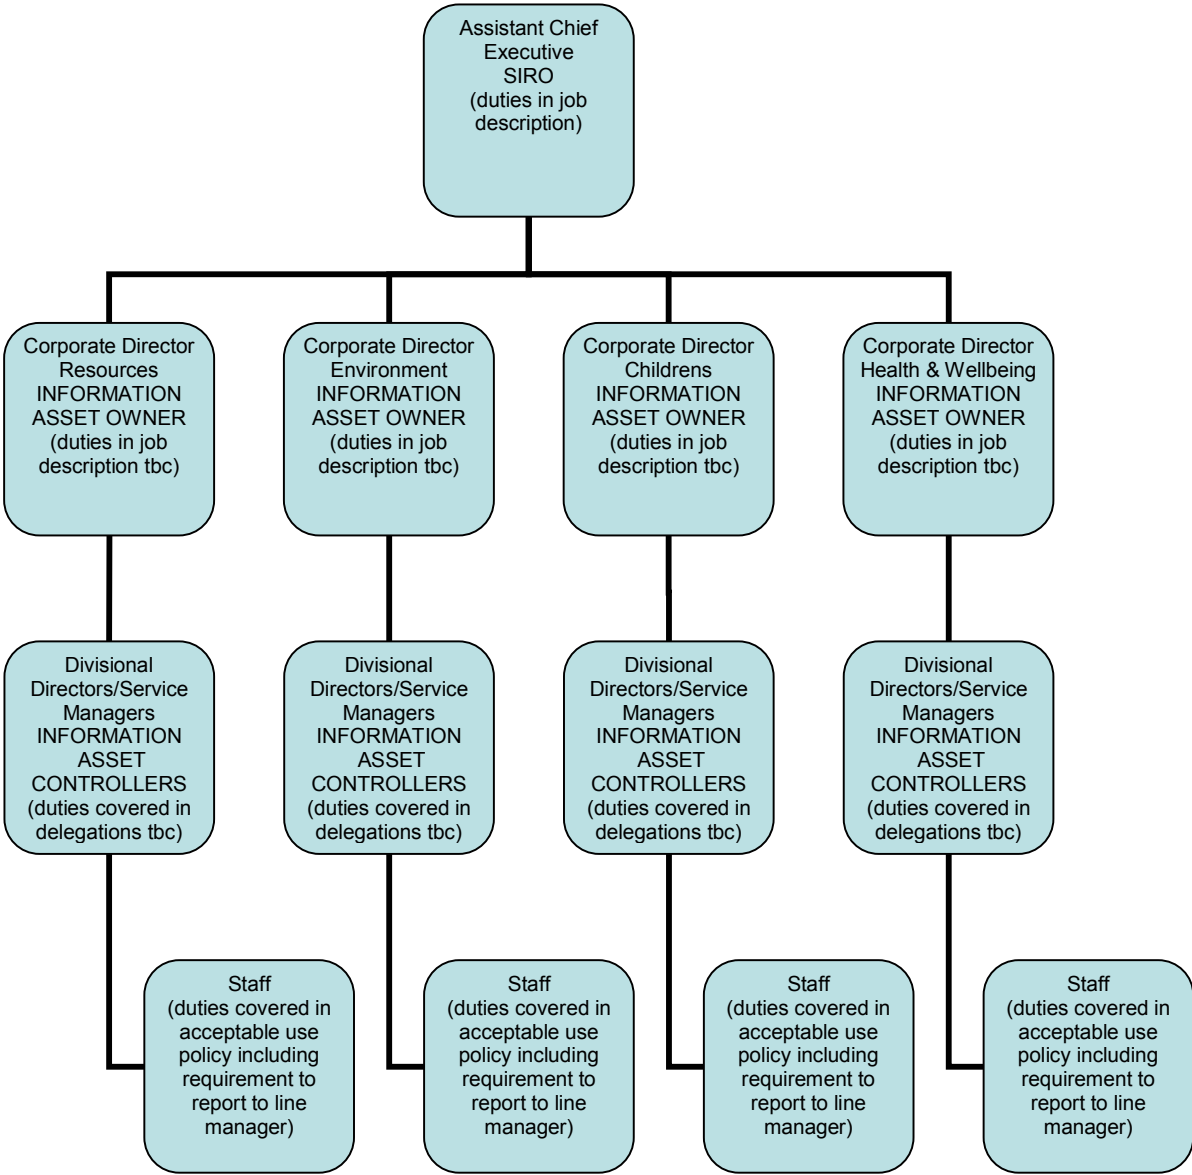 Assistant Chief
Executive
SIRO
(duties in job
description)
Corporate Director
Resources
INFORMATION
ASSET OWNER
(duties in job
description tbc)
Corporate Director
Environment
INFORMATION
ASSET OWNER
(duties in job
description tbc)
Corporate Director
Childrens
INFORMATION
ASSET OWNER
(duties in job
description tbc)
Corporate Director
Health & Wellbeing
INFORMATION
ASSET OWNER
(duties in job
description tbc)
Divisional
Directors/Service
Managers
INFORMATION
ASSET
CONTROLLERS
(duties covered in
delegations tbc)
Divisional
Directors/Service
Managers
INFORMATION
ASSET
CONTROLLERS
(duties covered in
delegations tbc)
Divisional
Directors/Service
Managers
INFORMATION
ASSET
CONTROLLERS
(duties covered in
delegations tbc)
Divisional
Directors/Service
Managers
INFORMATION
ASSET
CONTROLLERS
(duties covered in
delegations tbc)
Staff
(duties covered in
acceptable use
policy including
requirement to
report to line
manager)
Staff
(duties covered in
acceptable use
policy including
requirement to
report to line
manager)
Staff
(duties covered in
acceptable use
policy including
requirement to
report to line
manager)
Staff
(duties covered in
acceptable use
policy including
requirement to
report to line
manager)